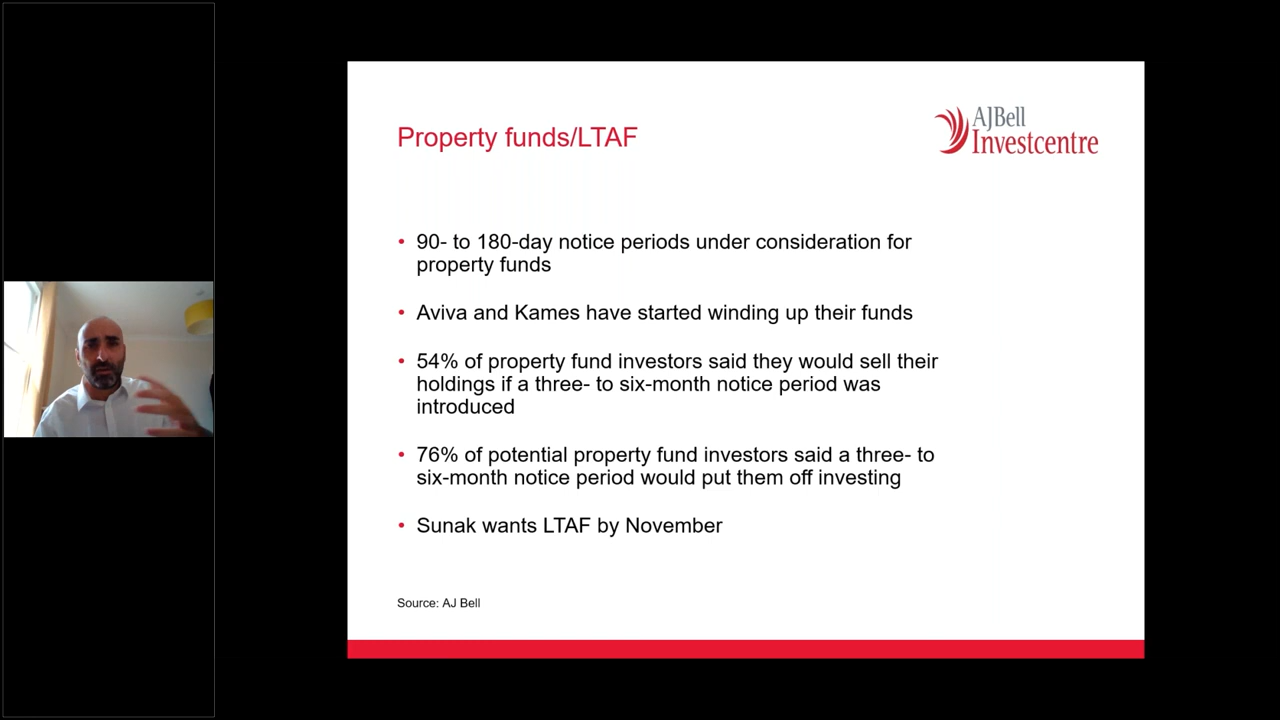 Property funds/LTAF
AJBell
Investcentre
• 90- to 180-day notice periods under consideration for
property funds
• Aviva and Kames have started winding up their funds
• 54% of property fund investors said they would sell their
holdings if a three- to six-month notice period was
introduced
• 76% of potential property fund investors said a three- to
six-month notice period would put them off investing
• Sunak wants LTAF by November
Source: AJ Bell